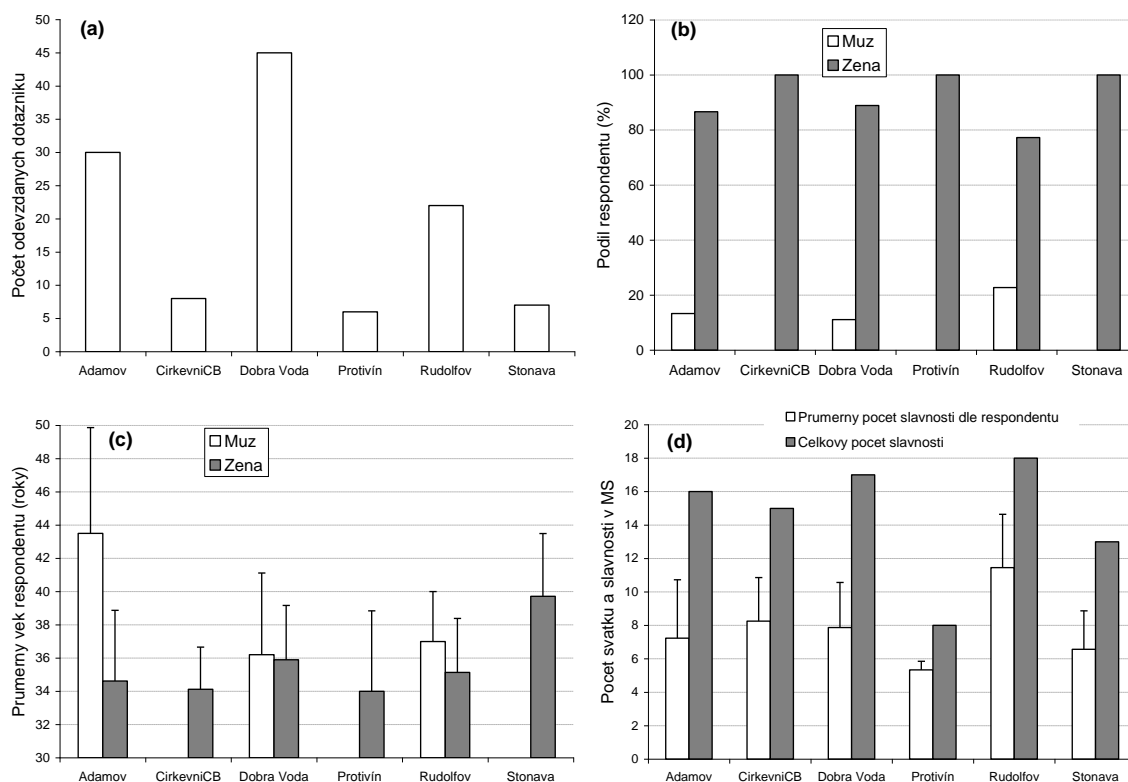 (a)
Počet odevzdanych dotazniku
50
45
40
35
30
25
20
15
10
5
0
Adamov CirkevniCB Dobra Voda Protivín Rudolfov Stonava
(b)
Muz
Zena
Podil respondentu (%)
120
100
80
60
40
20
0
Adamov CirkevniCB Dobra Voda Protivín Rudolfov Stonava
(c)
Muz
Zena
Prumerny vek respondentu (roky)
50
48
46
44
42
40
38
36
34
32
30
Adamov CirkevniCB Dobra Voda Protivín Rudolfov Stonava
Prumerny pocet slavnosti dle respondentu
Celkovy pocet slavnosti
(d)
Pocet svatku a slavnosti v MS
20
18
16
14
12
10
8
6
4
2
0
Adamov CirkevniCB Dobra Voda Protivín Rudolfov Stonava